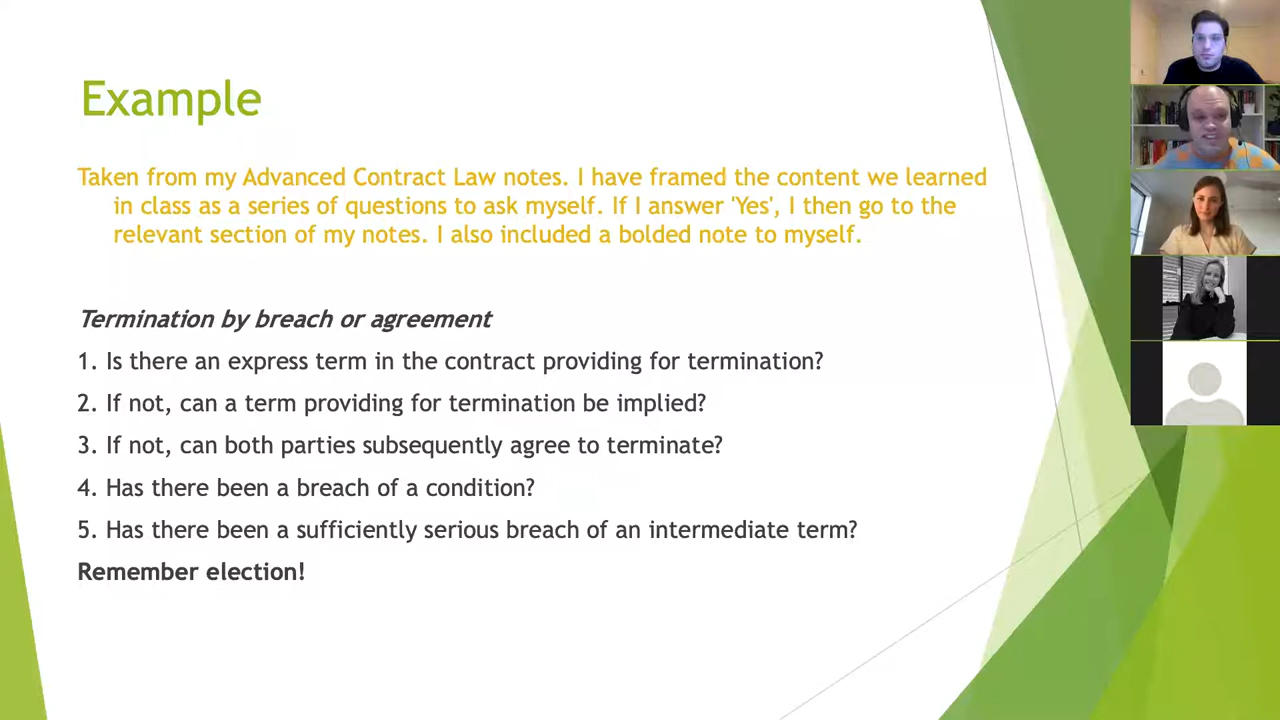 Example
Taken from my Advanced Contract Law notes. I have framed the content we learned
in class as a series of questions to ask myself. If I answer 'Yes', I then go to the
relevant section of my notes. I also included a bolded note to myself.
Termination by breach or agreement
1. Is there an express term in the contract providing for termination?
2. If not, can a term providing for termination be implied?
3. If not, can both parties subsequently agree to terminate?
4. Has there been a breach of a condition?
5. Has there been a sufficiently serious breach of an intermediate term?
Remember election!